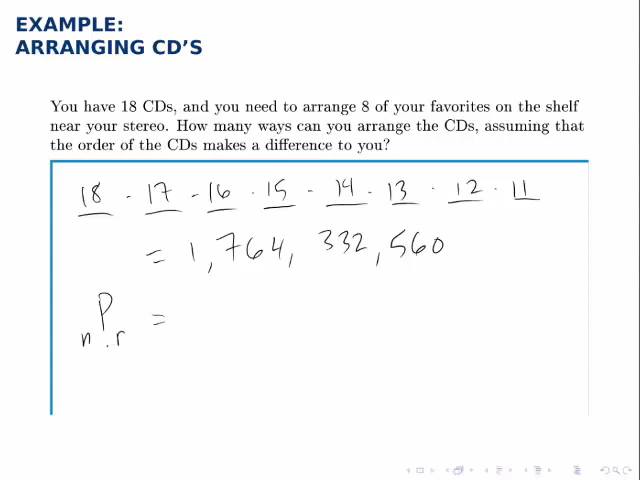 EXAMPLE:
ARRANGING CD'S
You have 18 CDs, and you need to arrange 8 of your favorites on the shelf
near your stereo. How many ways can you arrange the CDs, assuming that
the order of the CDs makes a difference to you?
18 · 17 · 16 · 15 · 14 · 13 · 12 · 11
= 1,764,332,560
nPr =